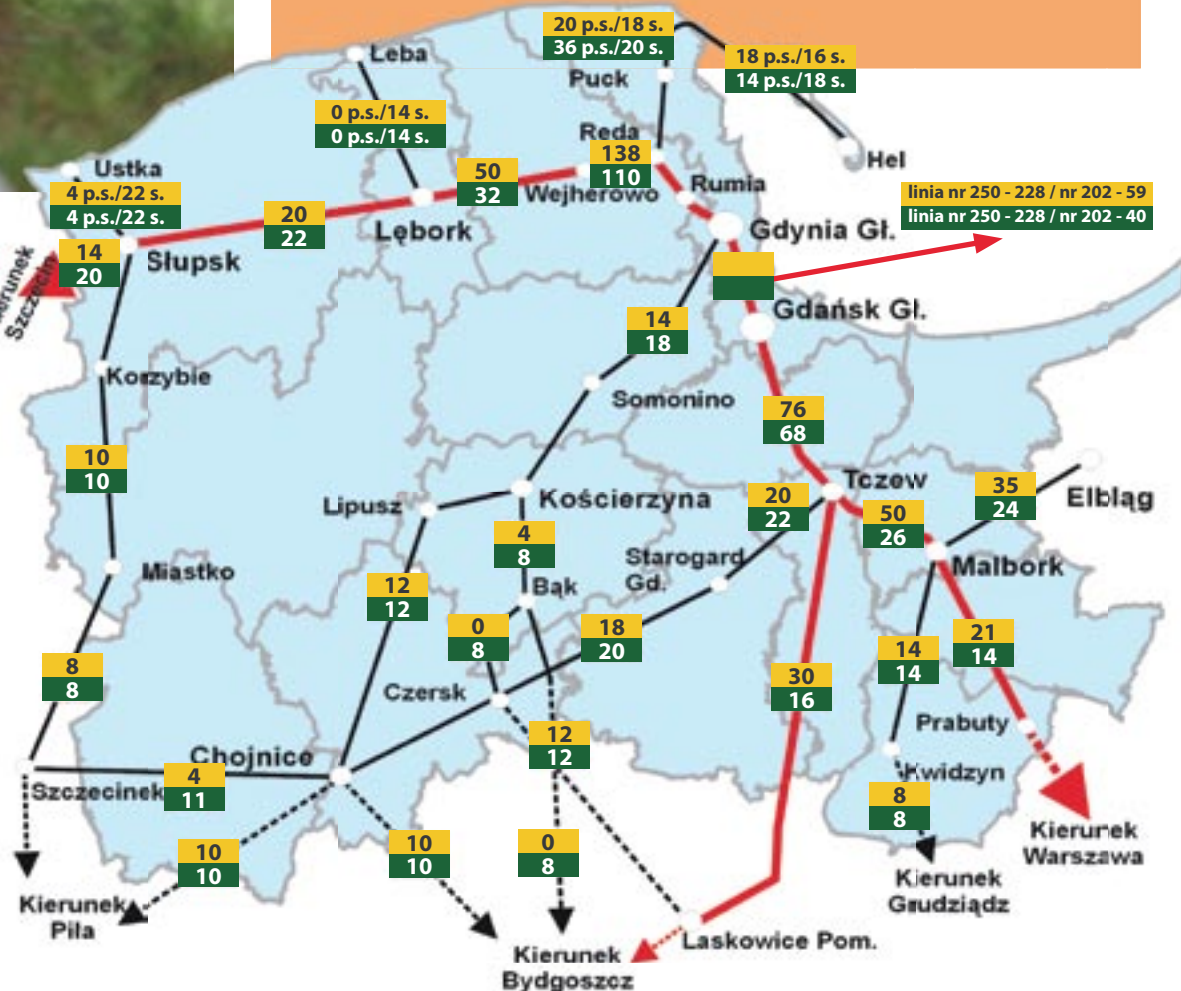 20 p.s./18 s.
36 p.s./20 s.
Leba
18 p.s./16 s.
14 p.s./18 s.
Puck
0 p.s./14 s.
0 p.s./14 s.
Reda
138
110
Hel
Ustka
50
32
Wejherowo
Rumia
4 p.s./22 s.
4 p.s./22 s.
linia nr 250 - 228 / nr 202 - 59
linia nr 250 - 228 / nr 202 - 40
20
22
Lębork
Gdynia Gł.
14
20
Słupsk
Kierunek
Szczecin
Gdańsk Gł.
14
18
Korzybie
Somonino
76
68
10
10
Tczew
35
24
Elbląg
Lipusz
Kościerzyna
20
22
50
26
4
8
Starogard
Gd.
Miastko
Malbork
12
12
Bąk
0
8
18
20
21
14
14
14
8
8
30
16
Czersk
Prabuty
12
12
Chojnice
Szczecinek
4
11
Kwidzyn
8
8
Kierunek
Warszawa
10
10
10
10
0
8
Kierunek
Piła
Kierunek
Grudziądz
Laskowice Pom.
Kierunek
Bydgoszcz